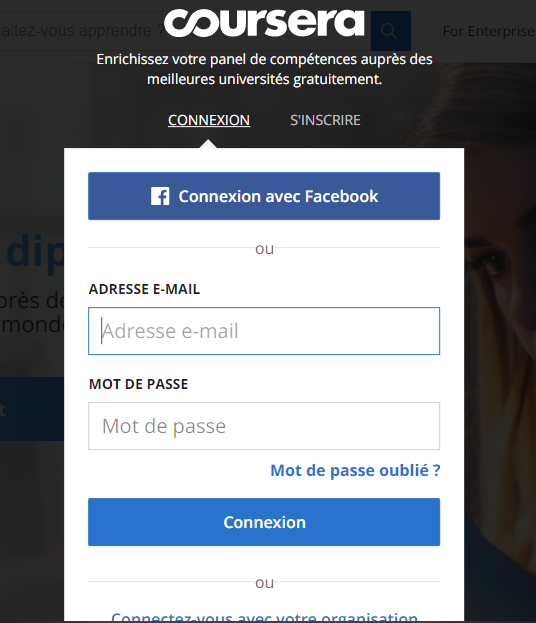 coursera
aitez-vous apprendre ?
For Enterprise
Enrichissez votre panel de compétences auprès des
meilleures universités gratuitement.
CONNEXION
S'INSCRIRE
Connexion avec Facebook
ou
dip
près de
monde
t
ADRESSE E-MAIL
Adresse e-mail
MOT DE PASSE
Mot de passe
Mot de passe oublié ?
Connexion
ou
Connectez-vous avec votre organisation